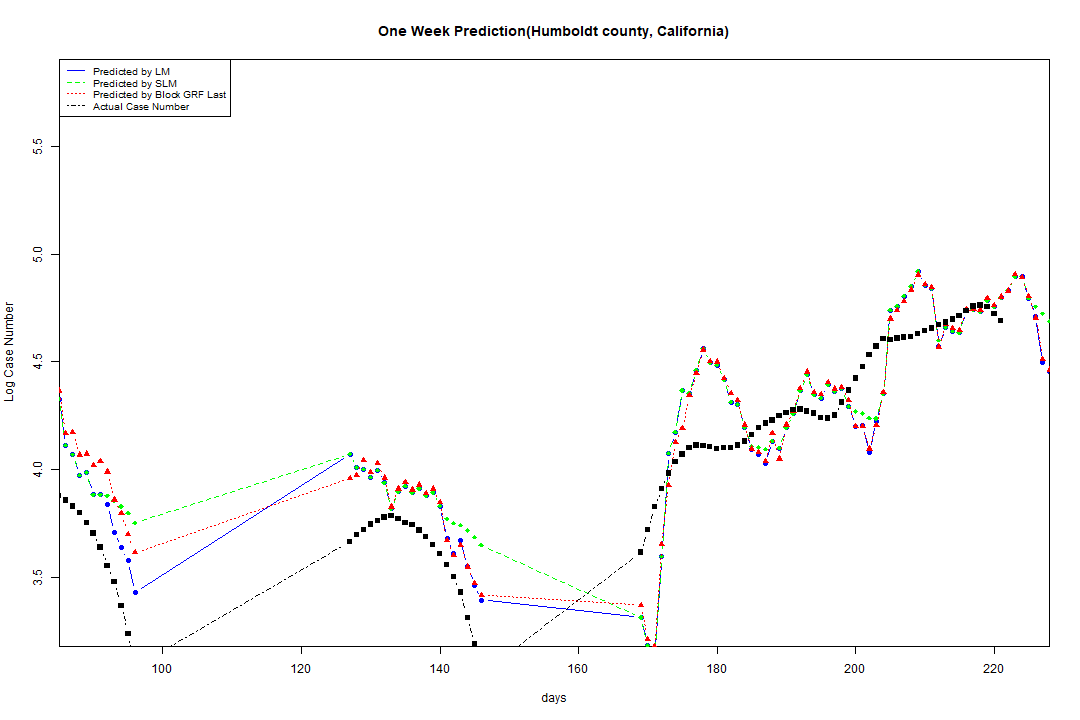 One Week Prediction(Humboldt county, California)
Predicted by LM
Predicted by SLM
Predicted by Block GRF Last
Actual Case Number
5.5
5.0
4.5
4.0
3.5
Log Case Number
100 120 140 160 180 200 220
days